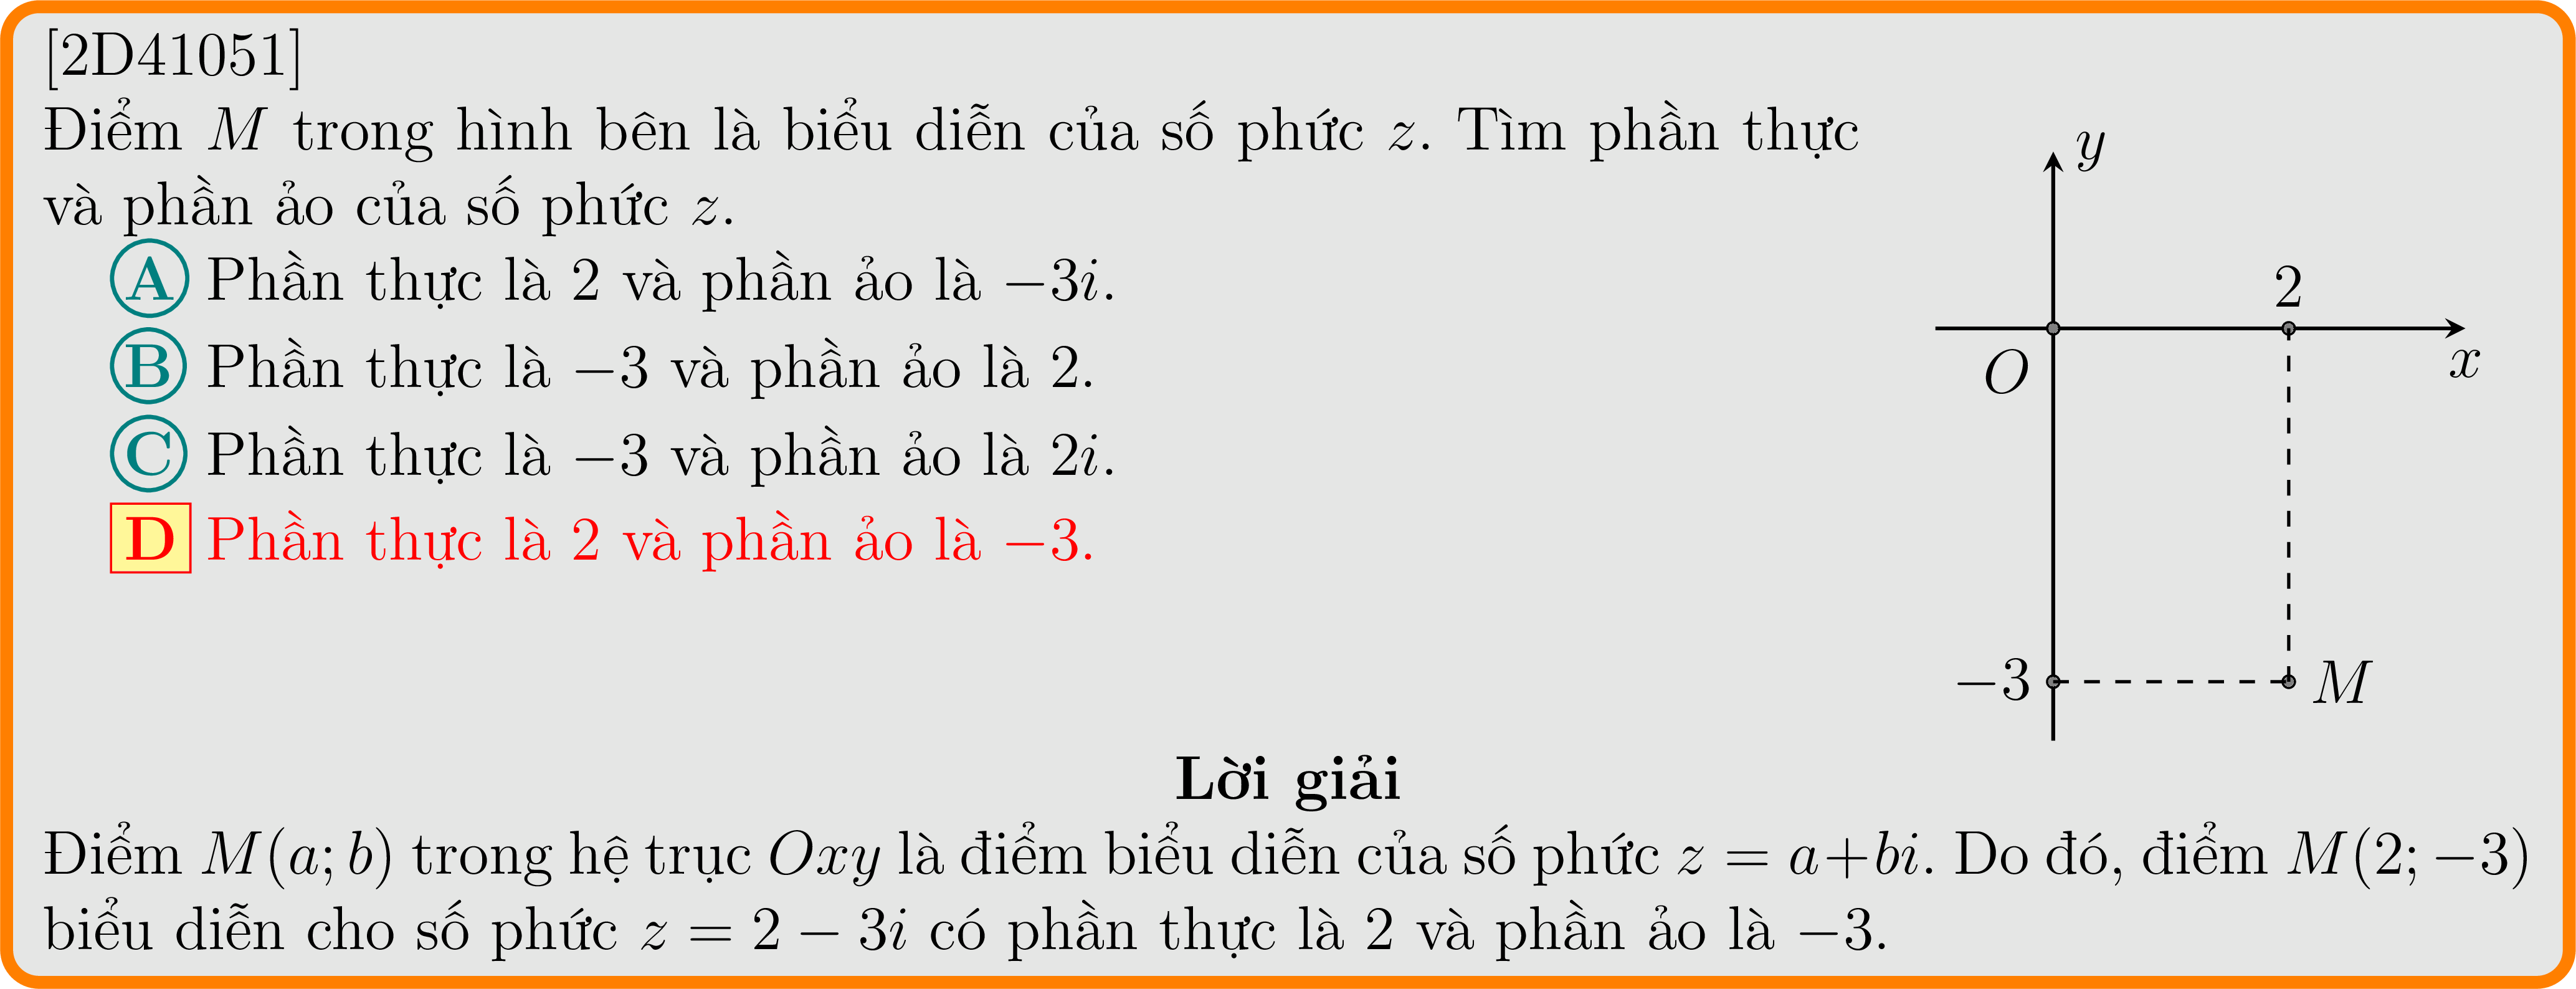 [2D41051]
Điểm M trong hình bên là biểu diễn của số phức z. Tìm phần thực
và phần ảo của số phức z.
A Phần thực là 2 và phần ảo là −3i.
B Phần thực là −3 và phần ảo là 2.
C Phần thực là −3 và phần ảo là 2i.
D Phần thực là 2 và phần ảo là −3.
y
2
O
x
−3
M
Lời giải
Điểm M(a; b) trong hệ trục Oxy là điểm biểu diễn của số phức z = a+bi. Do đó, điểm M(2; −3)
biểu diễn cho số phức z = 2 − 3i có phần thực là 2 và phần ảo là −3.